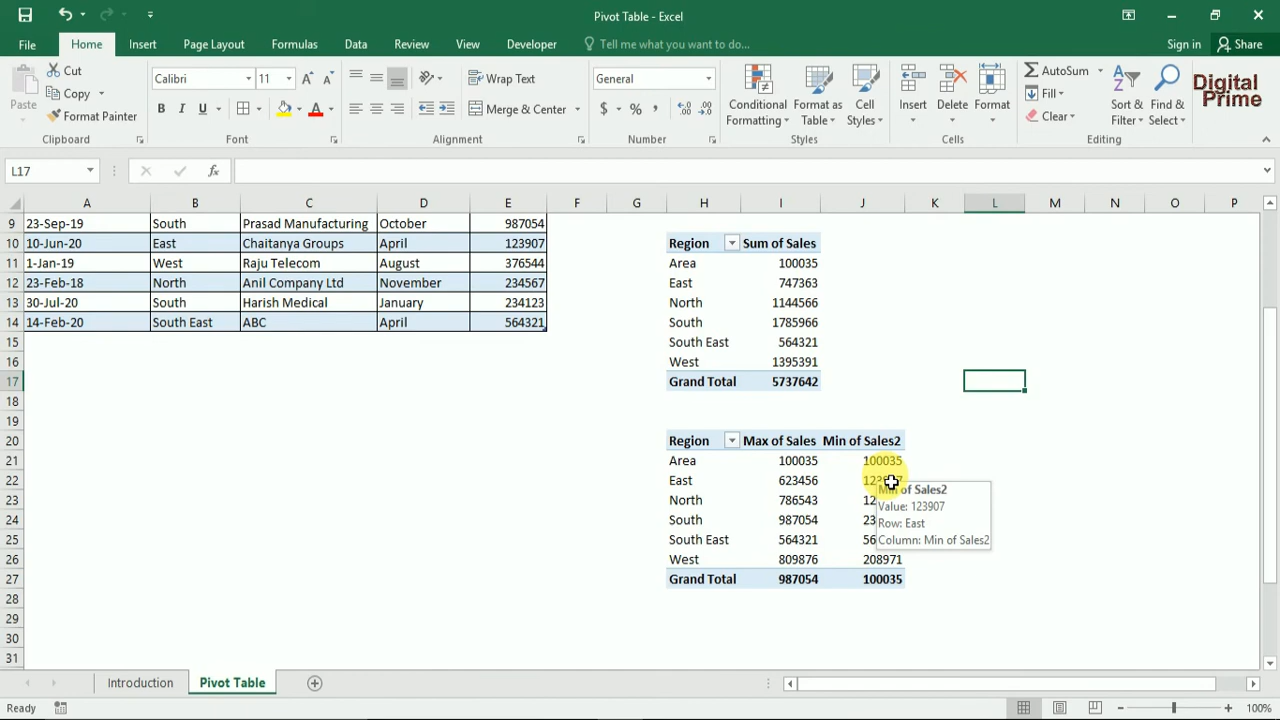 Pivot Table - Excel
File Home Insert Page Layout Formulas Data Review View Developer Tell me what you want to do... Sign in Share
Paste Cut Copy Format Painter Clipboard
Calibri 11 B I U A Font
Wrap Text Merge & Center Alignment
General $ % , Number
Conditional Formatting Format as Table Cell Styles Styles
Insert Delete Format Cells
AutoSum Fill Clear Sort & Filter Find & Select Editing
Digital Prime
L17 fx
A B C D E F G H I J K L M N O P
9 23-Sep-19 South Prasad Manufacturing October 987054
10 10-Jun-20 East Chaitanya Groups April 123907 Region Sum of Sales
11 1-Jan-19 West Raju Telecom August 376544 Area 100035
12 23-Feb-18 North Anil Company Ltd November 234567 East 747363
13 30-Jul-20 South Harish Medical January 234123 North 1144566
14 14-Feb-20 South East ABC April 564321 South 1785966
15 South East 564321
16 West 1395391
17 Grand Total 5737642
18
19
20 Region Max of Sales Min of Sales2
21 Area 100035 100035
22 East 623456
23 North 786543
24 South 987054
25 South East 564321
26 West 809876 208971
27 Grand Total 987054 100035
28
29
30
31
Min of Sales2
Value: 123907
Row: East
Column: Min of Sales2
Introduction Pivot Table
Ready 100%